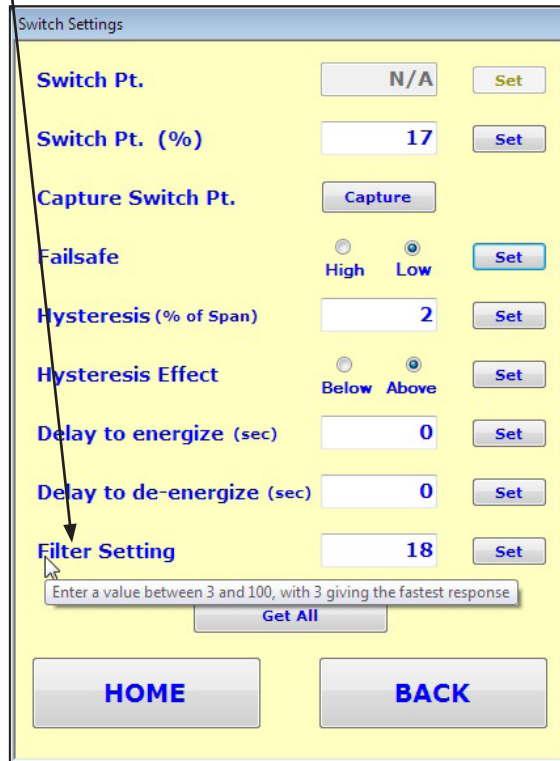 Switch Settings
Switch Pt. N/A Set
Switch Pt. (%) 17 Set
Capture Switch Pt. Capture
Failsafe High Low Set
Hysteresis (% of Span) 2 Set
Hysteresis Effect Below Above Set
Delay to energize (sec) 0 Set
Delay to de-energize (sec) 0 Set
Filter Setting 18 Set
Enter a value between 3 and 100, with 3 giving the fastest response
Get All
HOME BACK